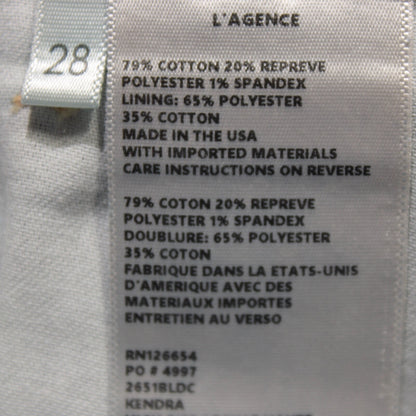 L'AGENCE
28
79% COTTON 20% REPREVE
POLYESTER 1% SPANDEX
LINING: 65% POLYESTER
35% COTTON
MADE IN THE USA
WITH IMPORTED MATERIALS
CARE INSTRUCTIONS ON REVERSE
79% COTON 20% REPREVE
POLYESTER 1% SPANDEX
DOUBLURE: 65% POLYESTER
35% COTON
FABRIQUE DANS LA ETATS-UNIS
D'AMERIQUE AVEC DES
MATERIAUX IMPORTES
ENTRETIEN AU VERSO
RN126654
PO # 4997
2651BLDC
KENDRA